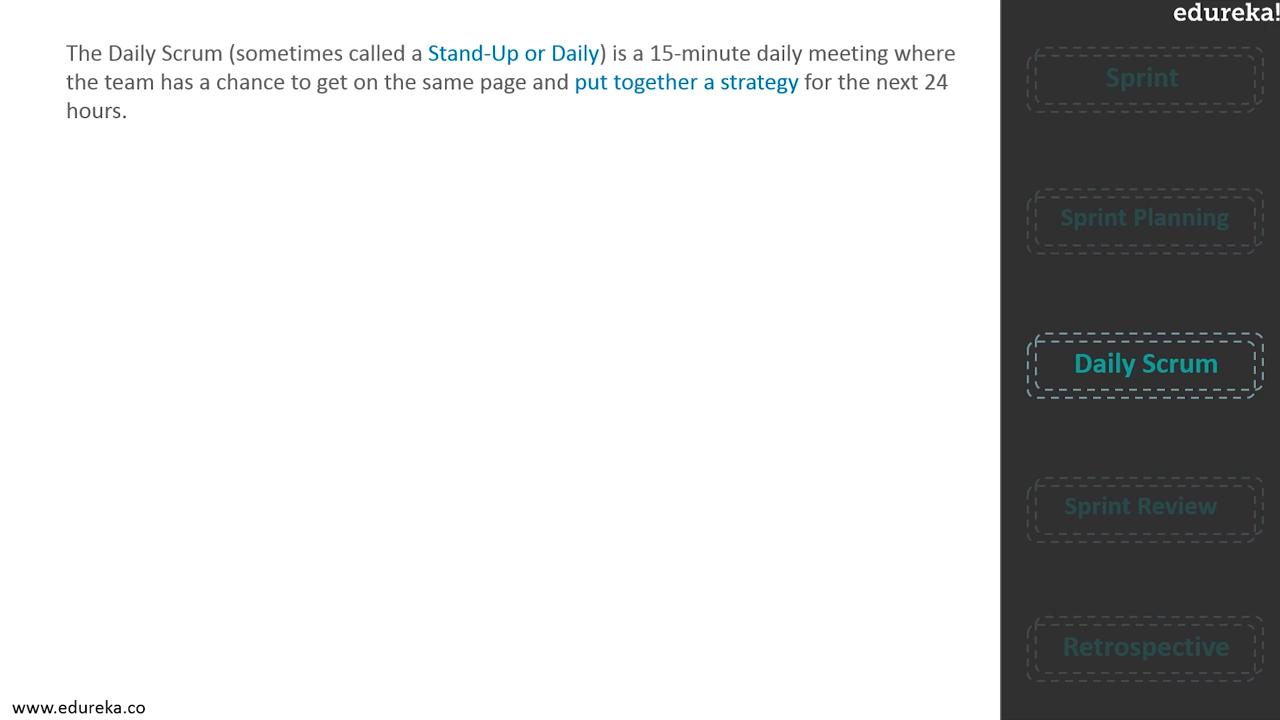 edureka!
The Daily Scrum (sometimes called a Stand-Up or Daily) is a 15-minute daily meeting where
the team has a chance to get on the same page and put together a strategy for the next 24
hours.
Sprint
Sprint Planning
Daily Scrum
Sprint Review
Retrospective
www.edureka.co